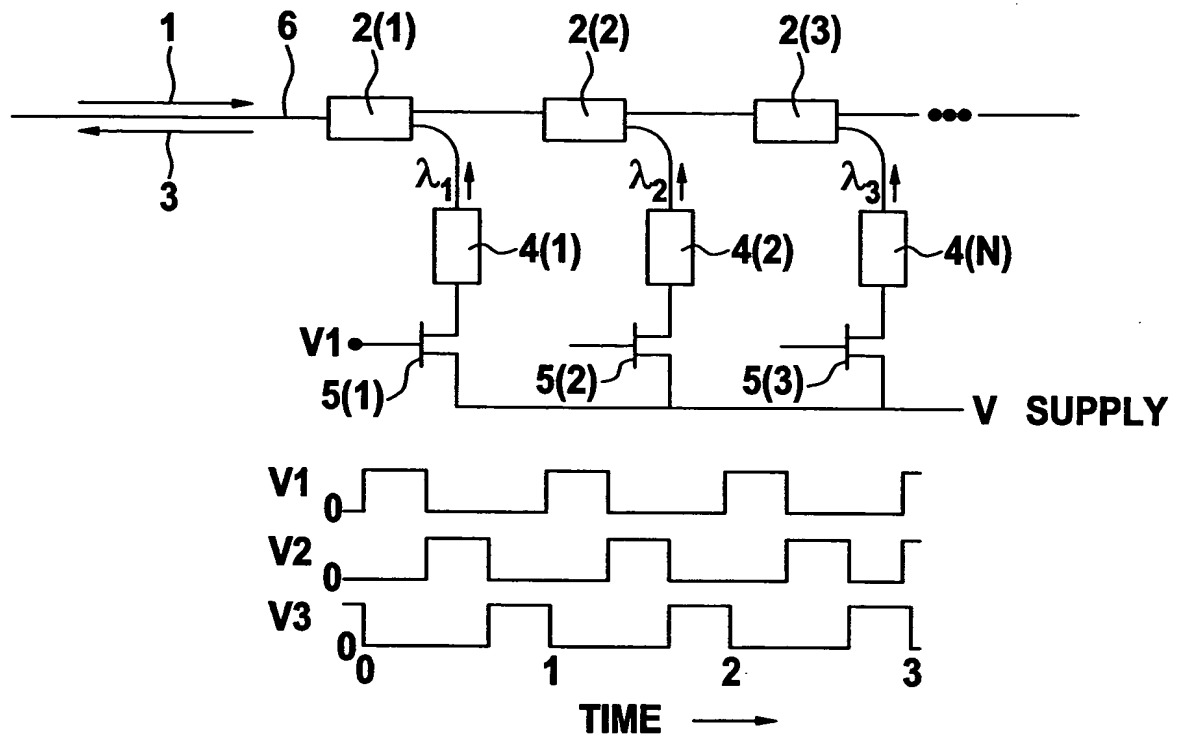 1 6 2(1) 2(2) 2(3)
3 λ1 λ2 λ3
4(1) 4(2) 4(N)
V1
5(1) 5(2) 5(3)
V SUPPLY
V1
0
V2
0
V3
0
0 1 2 3
TIME